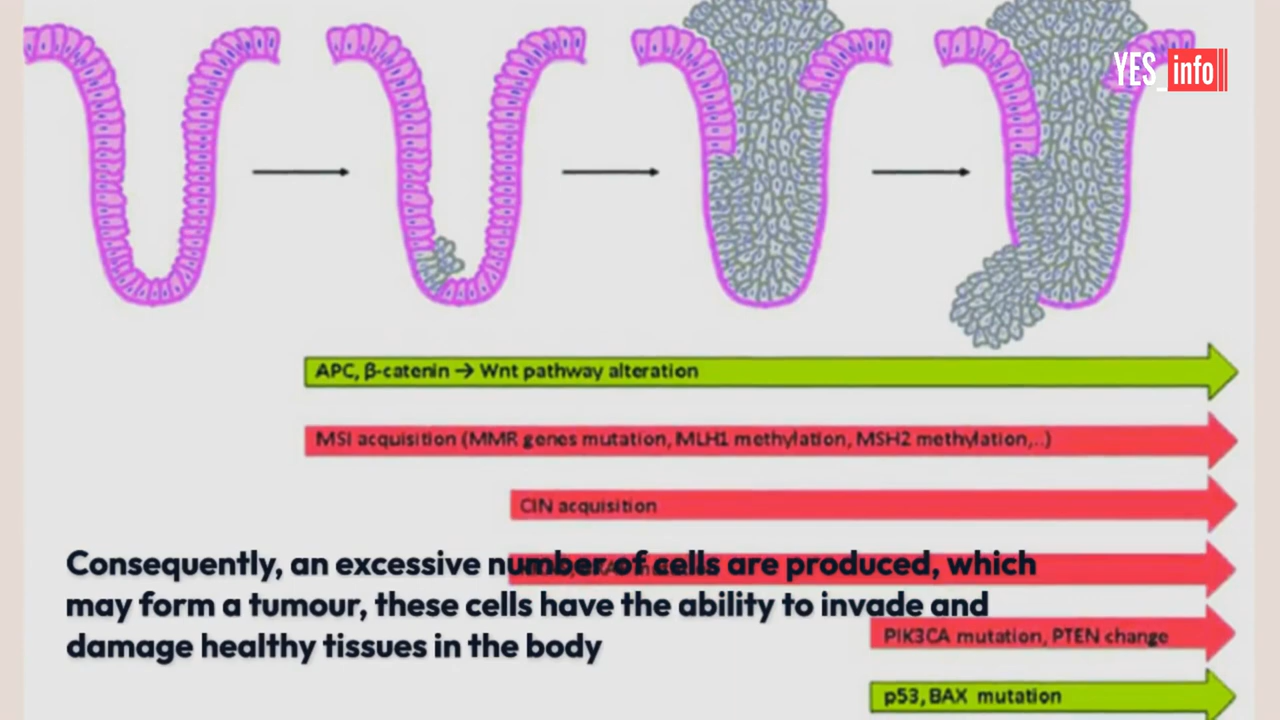 YES_info
APC, β-catenin → Wnt pathway alteration
MSI acquisition (MMR genes mutation, MLH1 methylation, MSH2 methylation,..)
CIN acquisition
Consequently, an excessive number of cells are produced, which
may form a tumour, these cells have the ability to invade and
damage healthy tissues in the body
PIK3CA mutation, PTEN change
p53, BAX mutation